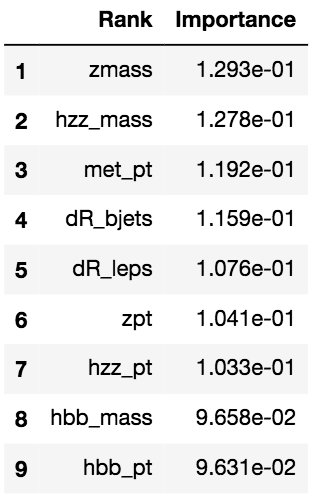 Rank Importance
1 zmass 1.293e-01
2 hzz_mass 1.278e-01
3 met_pt 1.192e-01
4 dR_bjets 1.159e-01
5 dR_leps 1.076e-01
6 zpt 1.041e-01
7 hzz_pt 1.033e-01
8 hbb_mass 9.658e-02
9 hbb_pt 9.631e-02